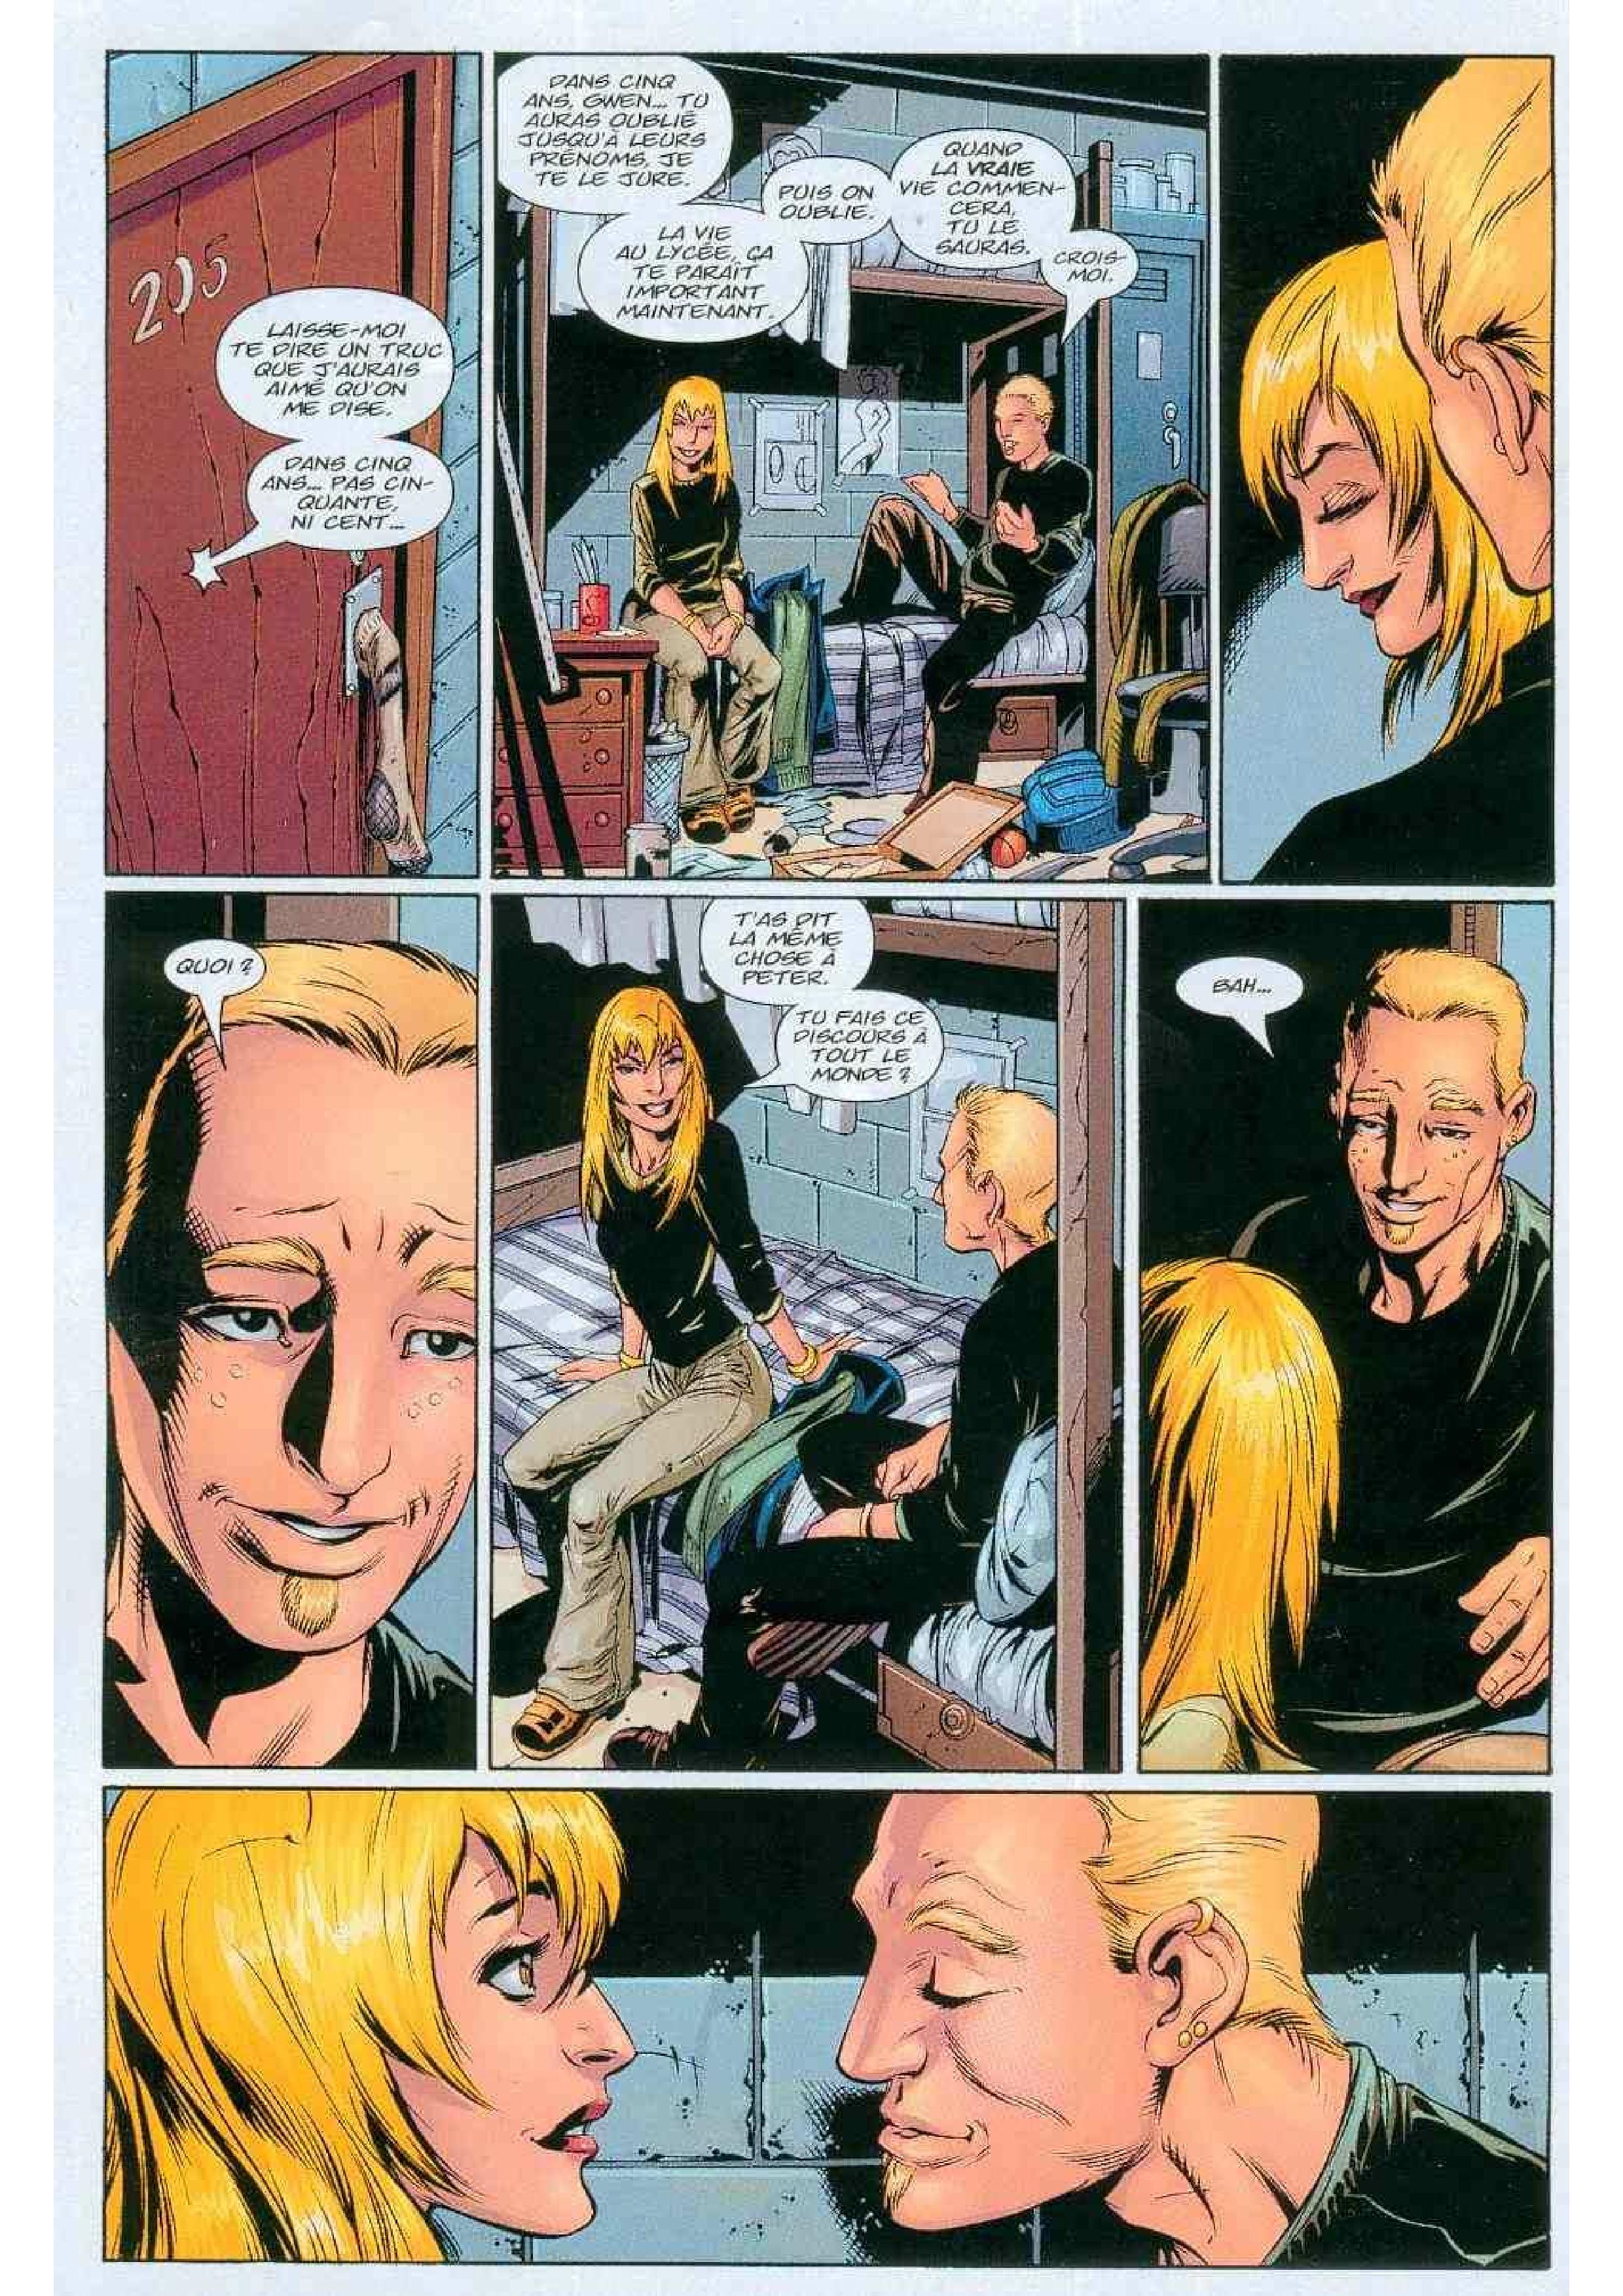 205
LAISSE-MOI
TE DIRE UN TRUC
QUE J'AURAIS
AIMÉ QU'ON
ME DISE.
DANS CINQ
ANS... PAS CIN-
QUANTE,
NI CENT...
DANS CINQ
ANS, GWEN... TU
AURAS OUBLIÉ
JUSQU'À LEURS
PRÉNOMS, JE
TE LE JURE.
LA VIE
AU LYCÉE, ÇA
TE PARAÎT
IMPORTANT
MAINTENANT.
PUIS ON
OUBLIE.
QUAND
LA VRAIE
VIE COMMEN-
CERA,
TU LE
SAURAS.
CROIS-
MOI.
QUOI ?
T'AS DIT
LA MÊME
CHOSE À
PETER.
TU FAIS CE
DISCOURS À
TOUT LE
MONDE ?
BAH...